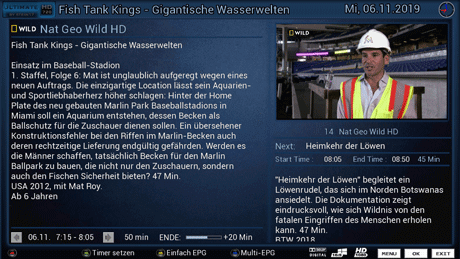 ULTIMATE
HD
Fish Tank Kings - Gigantische Wasserwelten
Mi, 06.11.2019
WILD Nat Geo Wild HD
Fish Tank Kings - Gigantische Wasserwelten
Einsatz im Baseball-Stadion
1. Staffel, Folge 6: Mat ist unglaublich aufgeregt wegen eines
neuen Auftrags. Die einzigartige Location lässt sein Aquarien-
und Sportliebhaberherz höher schlagen: Hinter der Home
Plate des neu gebauten Marlin Park Baseballstadions in
Miami soll ein Aquarium entstehen, dessen Becken als
Ballschutz für die Zuschauer dienen sollen. Ein übersehener
Konstruktionsfehler bei den Riffen im Marlin-Becken auch
deren rechtzeitige Lieferung endgültig gefährden. Werden es
die Männer schaffen, tatsächlich Becken für den Marlin
Ballpark zu bauen, die nicht nur den Zuschauern, sondern
auch den Fischen Sicherheit bieten? 47 Min.
USA 2012, mit Mat Roy.
Ab 6 Jahren
WILD
14 Nat Geo Wild HD
Next: Heimkehr der Löwen
Start Time : 08:05 End Time : 08:50 45 Min
"Heimkehr der Löwen" begleitet ein
Löwenrudel, das sich im Norden Botswanas
ansiedelt. Die Dokumentation zeigt
eindrucksvoll, wie sich Wildnis von den
fatalen Eingriffen des Menschen erholen
kann. 47 Min.
BTW 2018
06.11. 7:15 - 8:05 50 min ENDE: +20 Min
Timer setzen Einfach EPG Multi-EPG
DOLBY DIGITAL HD MENU OK EXIT